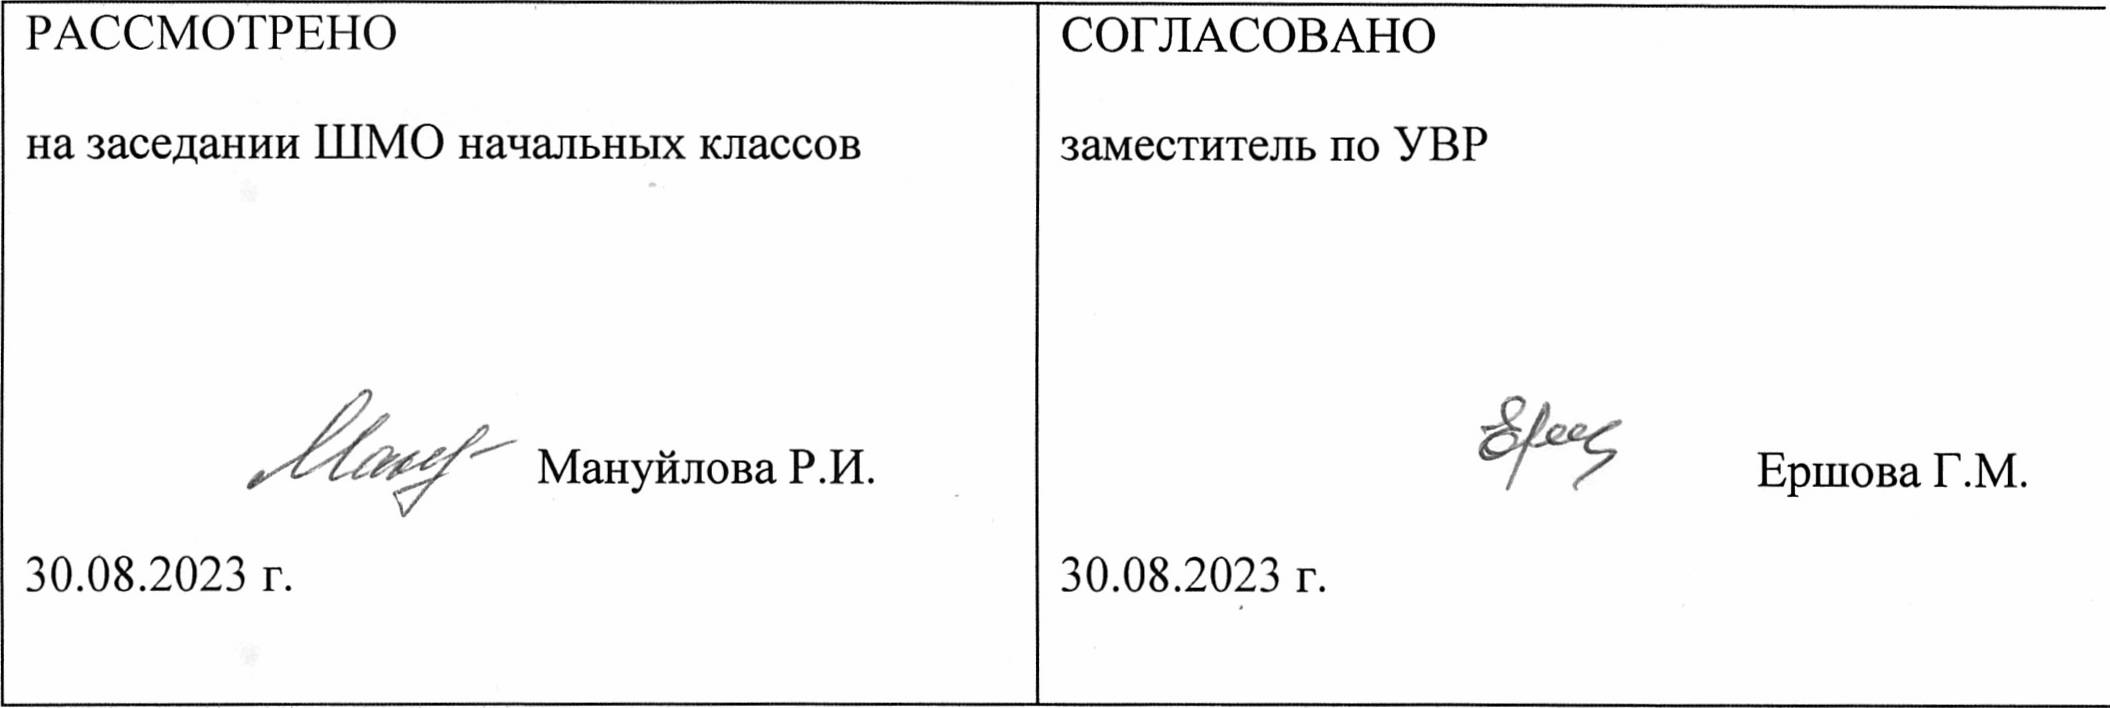 РАССМОТРЕНО
на заседании ШМО начальных классов
Мануйлова Р.И.
30.08.2023 г.
СОГЛАСОВАНО
заместитель по УВР
Ершова Г.М.
30.08.2023 г.